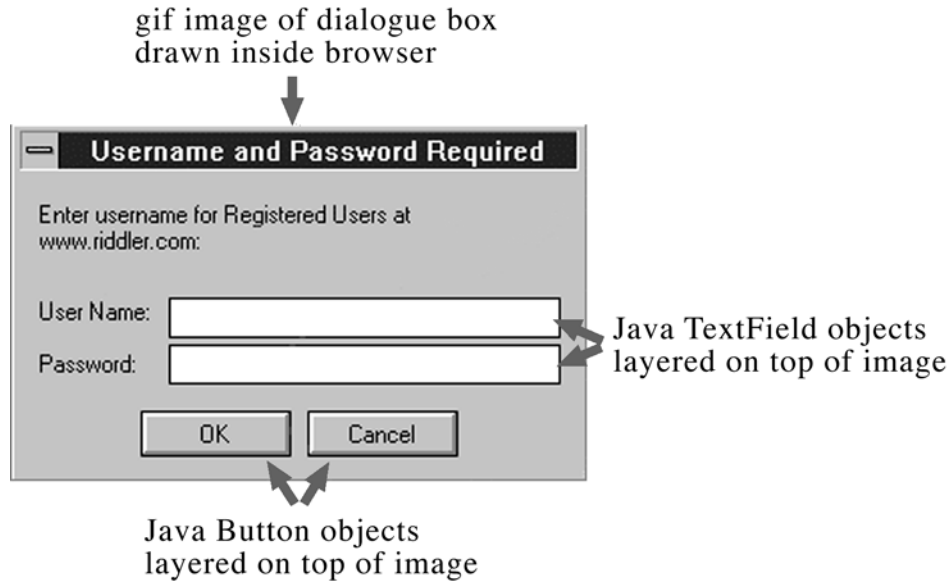 gif image of dialogue box
drawn inside browser
Username and Password Required
Enter username for Registered Users at
www.riddler.com:
User Name:
Java TextField objects
layered on top of image
Password:
OK
Cancel
Java Button objects
layered on top of image